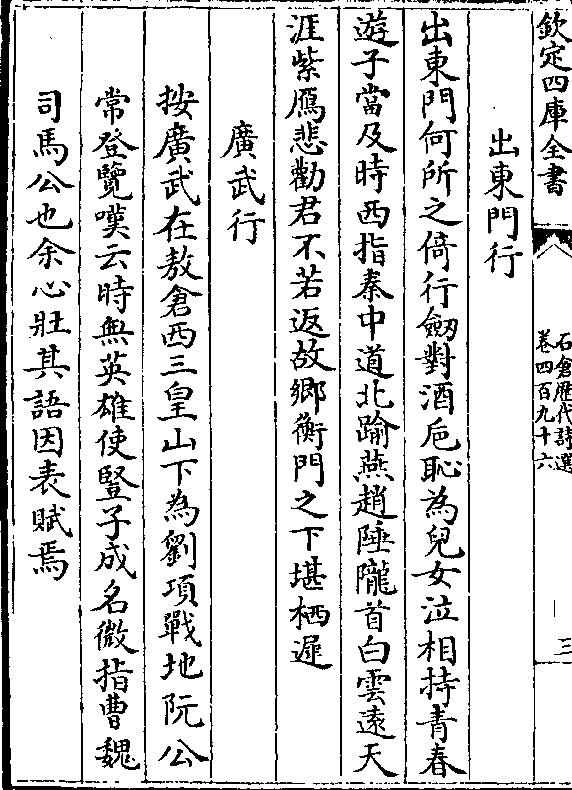 欽定四庫全書
石倉歷代詩選
卷四百九十六
三
出東門行
出東門何所之倚行劒對酒巵恥為兒女泣相持青春
遊子當及時西指秦中道北踰燕趙陲隴首白雲遠天
涯紫鴈悲勸君不若返故鄉衡門之下堪栖遲
廣武行
按廣武在敖倉西三皇山下為劉項戰地阮公
常登覽嘆云時無英雄使豎子成名微指曹魏
司馬公也余心壯其語因表賦焉